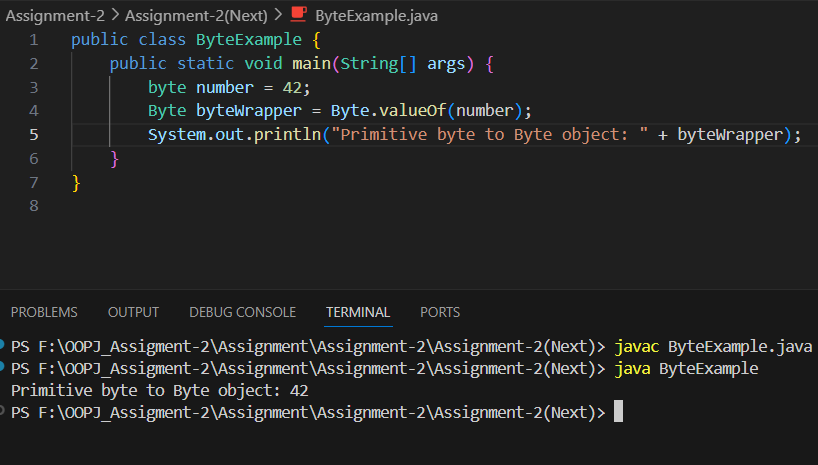 Assignment-2 > Assignment-2(Next) > ByteExample.java
1 public class ByteExample {
2     public static void main(String[] args) {
3         byte number = 42;
4         Byte byteWrapper = Byte.valueOf(number);
5         System.out.println("Primitive byte to Byte object: " + byteWrapper);
6     }
7 }
8
PROBLEMS OUTPUT DEBUG CONSOLE TERMINAL PORTS
PS F:\OOPJ_Assigment-2\Assignment\Assignment-2\Assignment-2(Next)> javac ByteExample.java
PS F:\OOPJ_Assigment-2\Assignment\Assignment-2\Assignment-2(Next)> java ByteExample
Primitive byte to Byte object: 42
PS F:\OOPJ_Assigment-2\Assignment\Assignment-2\Assignment-2(Next)>